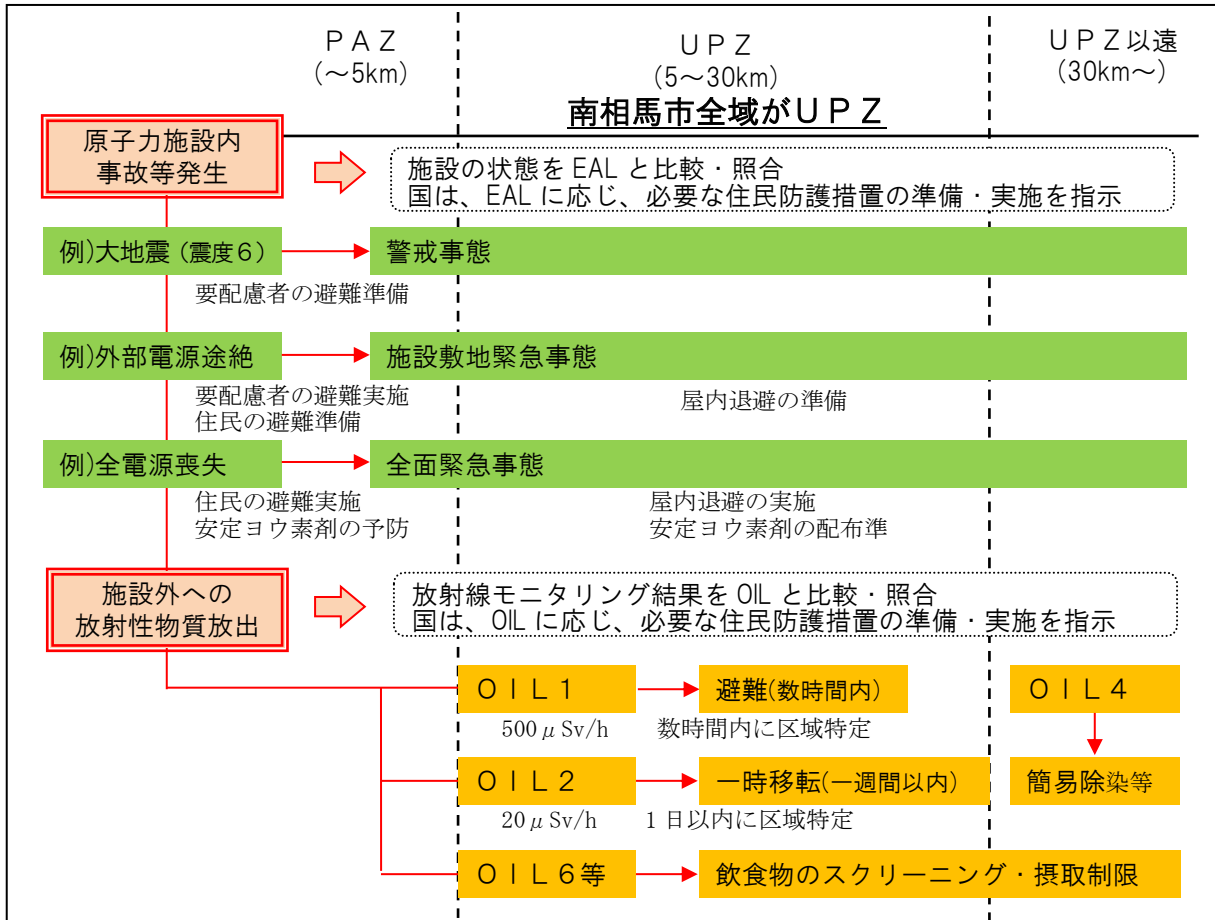 ＰＡＺ
(～5km)
ＵＰＺ
(5～30km)
南相馬市全域がＵＰＺ
ＵＰＺ以遠
(30km～)
原子力施設内
事故等発生
施設の状態を EAL と比較・照合
国は、EAL に応じ、必要な住民防護措置の準備・実施を指示
例)大地震（震度６）
警戒事態
要配慮者の避難準備
例)外部電源途絶
施設敷地緊急事態
要配慮者の避難実施
住民の避難準備
屋内退避の準備
例)全電源喪失
全面緊急事態
住民の避難実施
安定ヨウ素剤の予防
屋内退避の実施
安定ヨウ素剤の配布準
施設外への
放射性物質放出
放射線モニタリング結果を OIL と比較・照合
国は、OIL に応じ、必要な住民防護措置の準備・実施を指示
ＯＩＬ１
避難(数時間内)
ＯＩＬ４
500μSv/h
数時間内に区域特定
ＯＩＬ２
一時移転(一週間以内)
簡易除染等
20μSv/h
１日以内に区域特定
ＯＩＬ６等
飲食物のスクリーニング・摂取制限